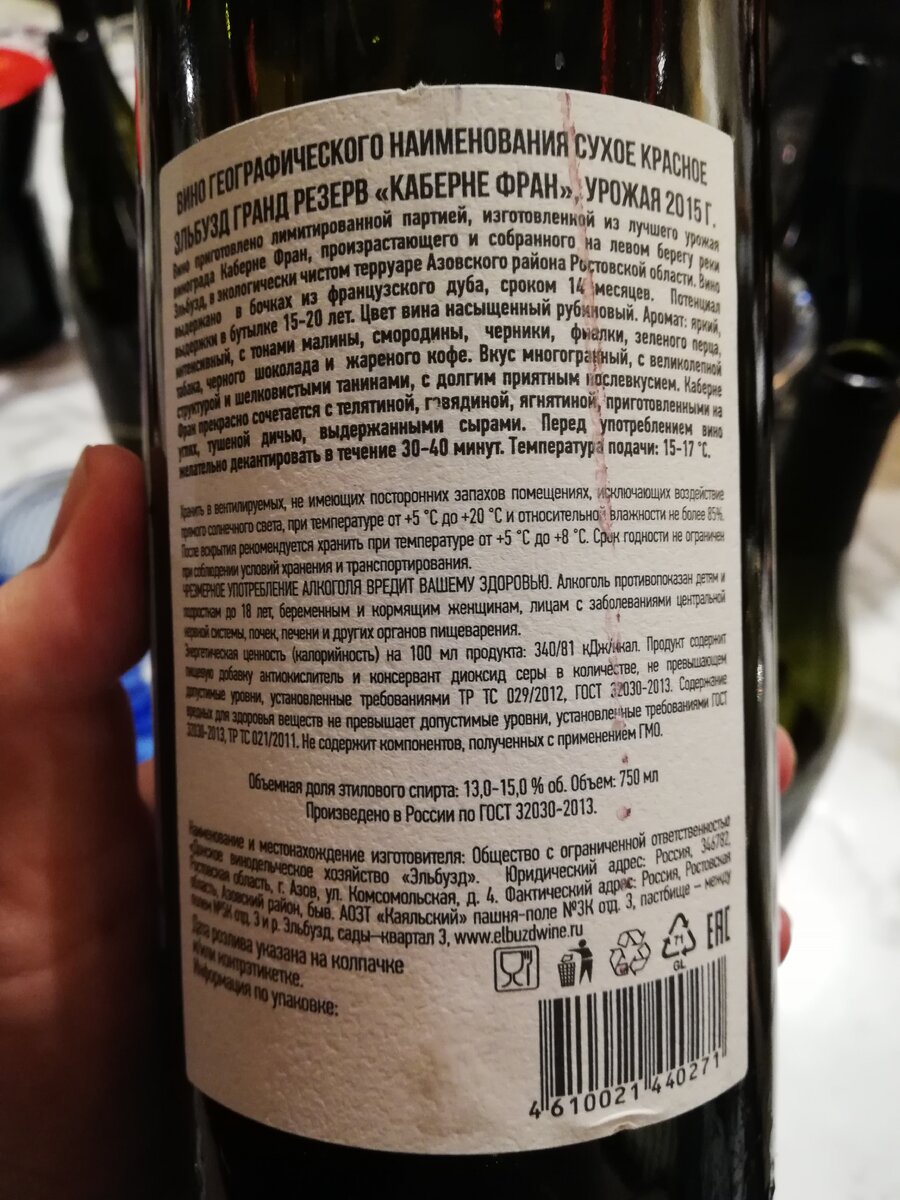 ВИНО ГЕОГРАФИЧЕСКОГО НАИМЕНОВАНИЯ СУХОЕ КРАСНОЕ
ЭЛЬБУЗД ГРАНД РЕЗЕРВ «КАБЕРНЕ ФРАН», УРОЖАЯ 2015 Г.
Вино приготовлено лимитированной партией, изготовленной из лучшего урожая
винограда Каберне Фран, произрастающего и собранного на левом берегу реки
Эльбузд, в экологически чистом терруаре Азовского района Ростовской области. Вино
выдержано в бочках из французского дуба, сроком 14 месяцев. Потенциал
выдержки в бутылке 15-20 лет. Цвет вина насыщенный рубиновый. Аромат: яркий,
интенсивный, с тонами малины, смородины, черники, фиалки, зеленого перца,
табака, черного шоколада и жареного кофе. Вкус многогранный, с великолепной
структурой и шелковистыми танинами, с долгим приятным послевкусием. Каберне
Фран прекрасно сочетается с телятиной, говядиной, ягнятиной, приготовленными на
углях, тушеной дичью, выдержанными сырами. Перед употреблением вино
желательно декантировать в течение 30-40 минут. Температура подачи: 15-17 °C.
Хранить в вентилируемых, не имеющих посторонних запахов помещениях, исключающих воздействие
прямого солнечного света, при температуре от +5 °C до +20 °C и относительной влажности не более 85%.
После вскрытия рекомендуется хранить при температуре от +5 °C до +8 °C. Срок годности не ограничен
при соблюдении условий хранения и транспортирования.
ЧРЕЗМЕРНОЕ УПОТРЕБЛЕНИЕ АЛКОГОЛЯ ВРЕДИТ ВАШЕМУ ЗДОРОВЬЮ. Алкоголь противопоказан детям и
подросткам до 18 лет, беременным и кормящим женщинам, лицам с заболеваниями центральной
нервной системы, почек, печени и других органов пищеварения.
Энергетическая ценность (калорийность) на 100 мл продукта: 340/81 кДж/ккал. Продукт содержит
пищевую добавку антиокислитель и консервант диоксид серы в количестве, не превышающем
допустимые уровни, установленные требованиями ТР ТС 029/2012, ГОСТ 32030-2013. Содержание
вредных для здоровья веществ не превышает допустимые уровни, установленные требованиями ГОСТ
32030-2013, ТР ТС 021/2011. Не содержит компонентов, полученных с применением ГМО.
Объемная доля этилового спирта: 13,0-15,0 % об. Объем: 750 мл
Произведено в России по ГОСТ 32030-2013.
Наименование и местонахождение изготовителя: Общество с ограниченной ответственностью
«Донское винодельческое хозяйство «Эльбузд». Юридический адрес: Россия, 346782,
Ростовская область, г. Азов, ул. Комсомольская, д. 4. Фактический адрес: Россия, Ростовская
область, Азовский район, быв. АОЗТ «Каяльский» пашня-поле №3К отд. 3, пастбище – между
полем №5К отд. 3 и р. Эльбузд, сады-квартал 3, www.elbuzdwine.ru
Дата розлива указана на колпачке
и/или контрэтикетке.
Информация по упаковке:
71
GL
EAC
4 610021 440271